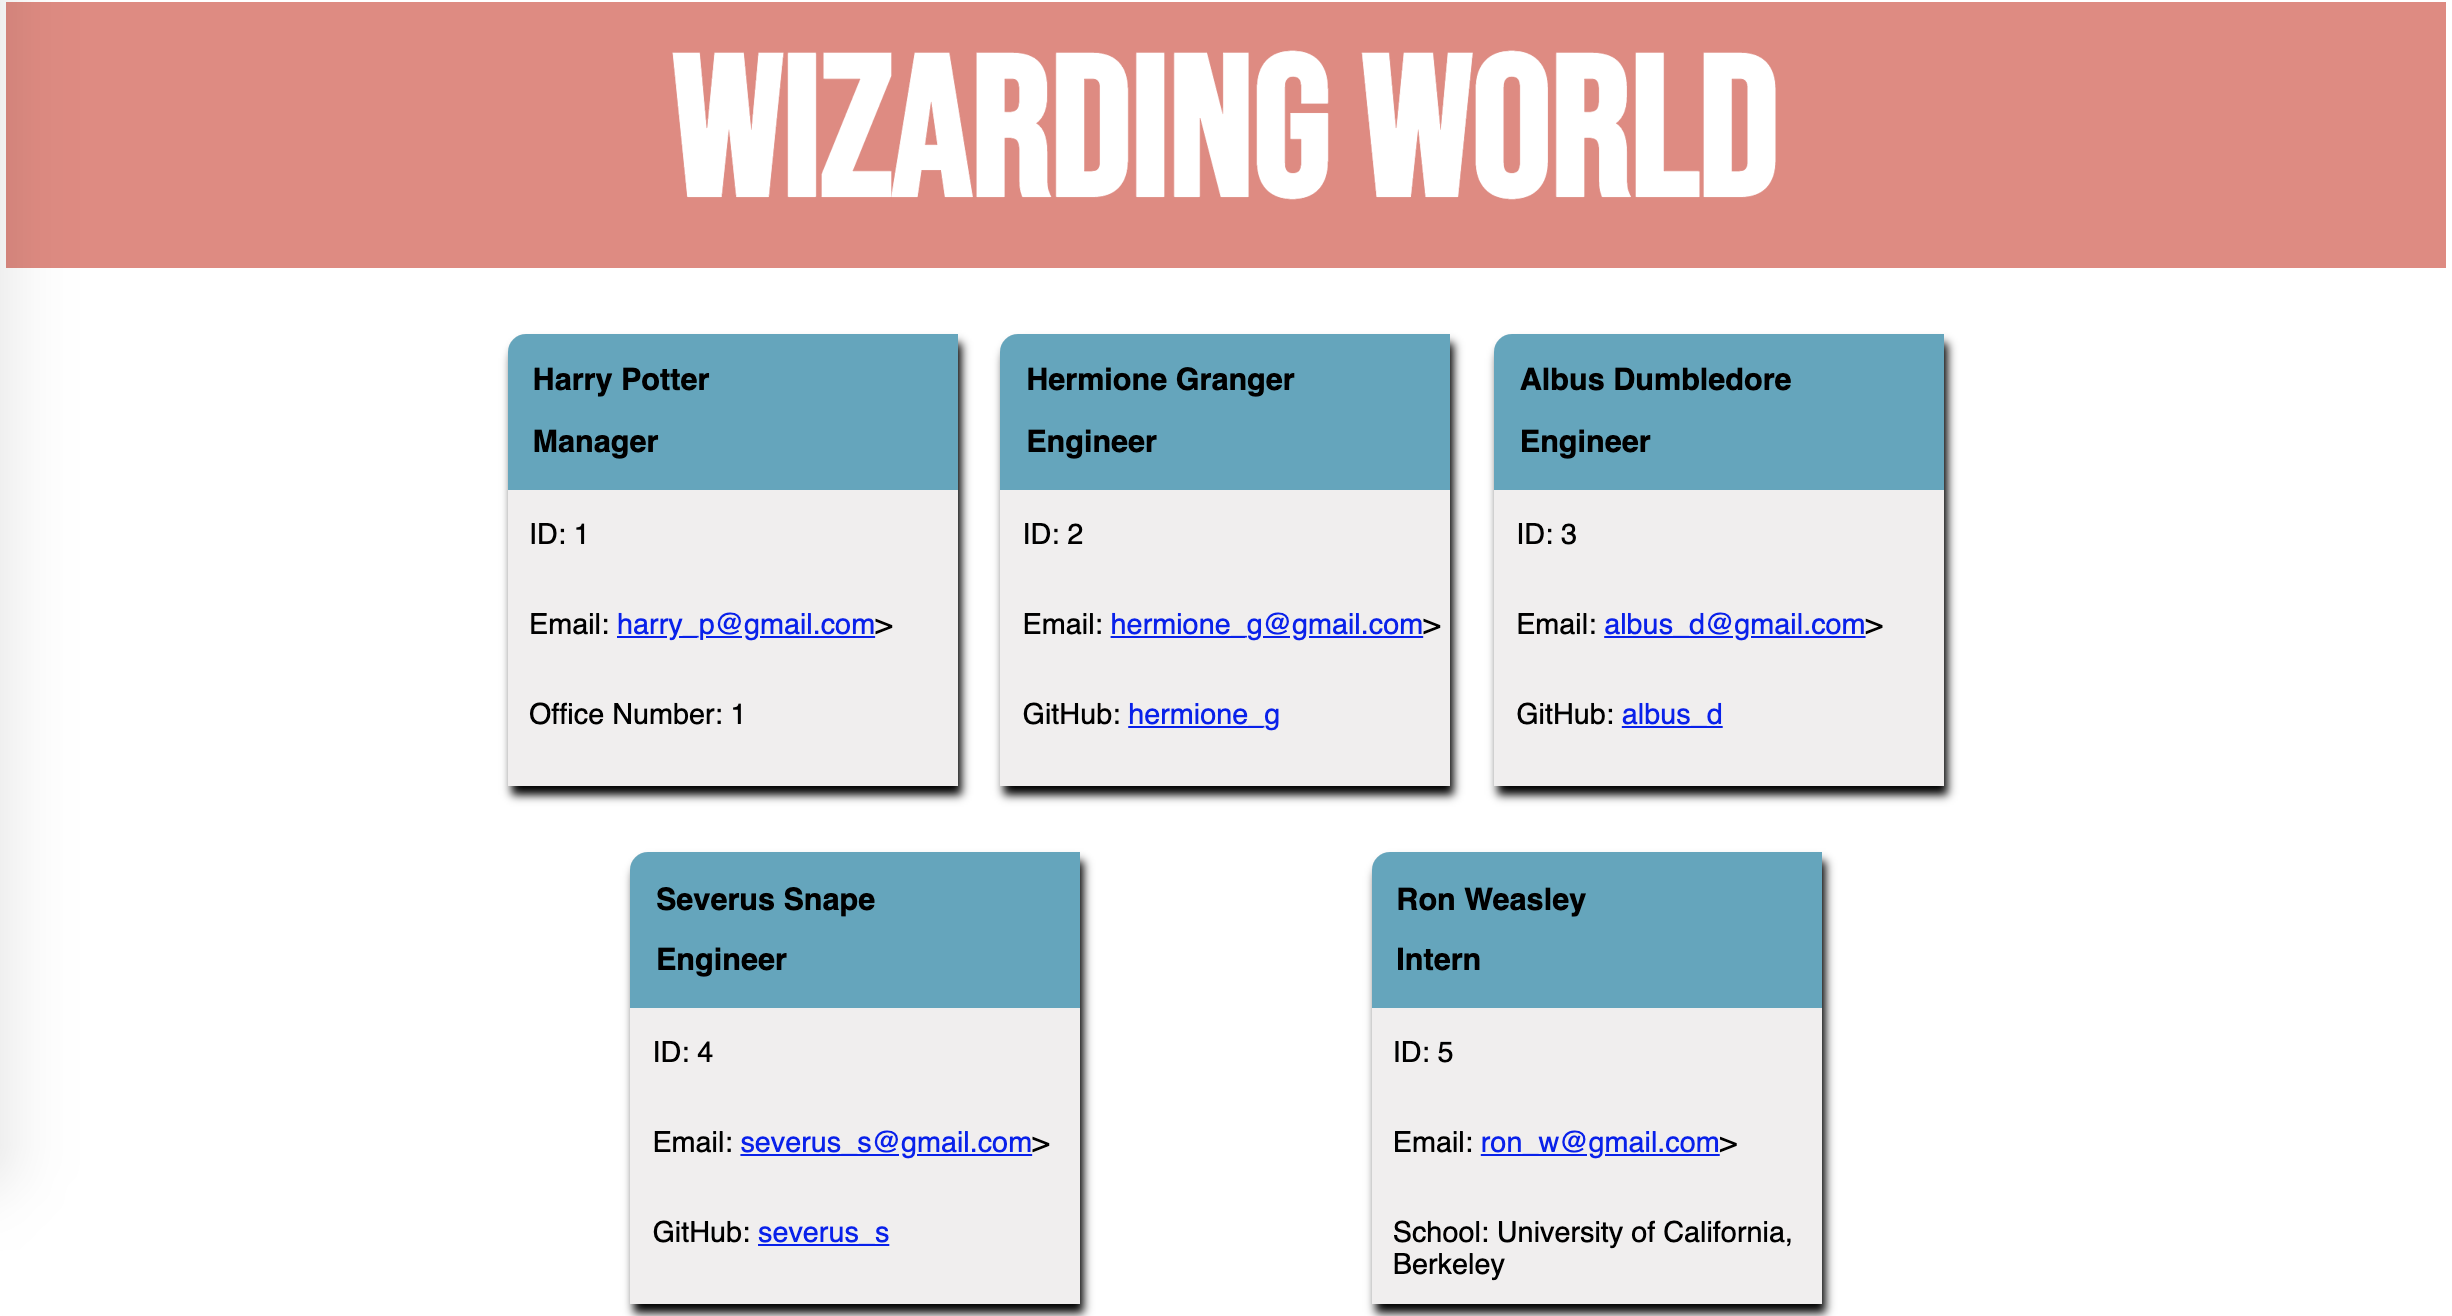 WIZARDING WORLD
Harry Potter
Manager
ID: 1
Email: harry_p@gmail.com>
Office Number: 1
Hermione Granger
Engineer
ID: 2
Email: hermione_g@gmail.com>
GitHub: hermione_g
Albus Dumbledore
Engineer
ID: 3
Email: albus_d@gmail.com>
GitHub: albus_d
Severus Snape
Engineer
ID: 4
Email: severus_s@gmail.com>
GitHub: severus_s
Ron Weasley
Intern
ID: 5
Email: ron_w@gmail.com>
School: University of California,
Berkeley